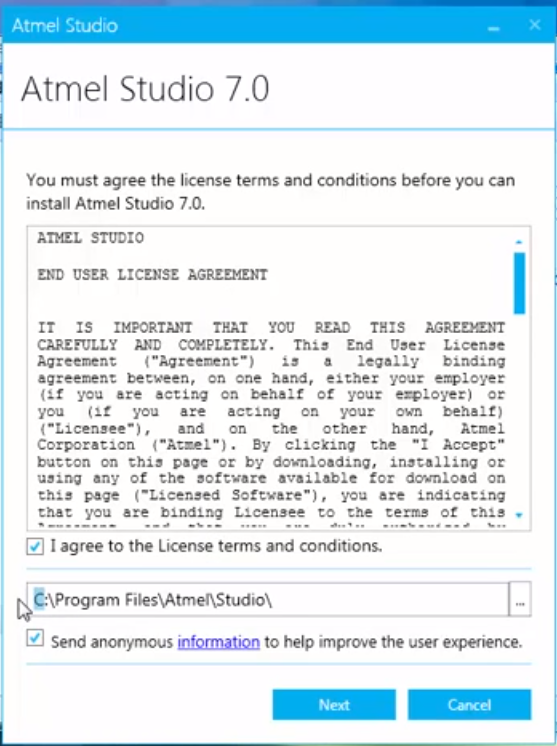 Atmel Studio
Atmel Studio 7.0
You must agree the license terms and conditions before you can
install Atmel Studio 7.0.
ATMEL STUDIO
END USER LICENSE AGREEMENT
IT IS IMPORTANT THAT YOU READ THIS AGREEMENT
CAREFULLY AND COMPLETELY. This End User License
Agreement ("Agreement") is a legally binding
agreement between, on one hand, either your employer
(if you are acting on behalf of your employer) or
you (if you are acting on your own behalf)
("Licensee"), and on the other hand, Atmel
Corporation ("Atmel"). By clicking the "I Accept"
button on this page or by downloading, installing or
using any of the software available for download on
this page ("Licensed Software"), you are indicating
that you are binding Licensee to the terms of this
I agree to the License terms and conditions.
C:\Program Files\Atmel\Studio\
...
Send anonymous information to help improve the user experience.
Next
Cancel